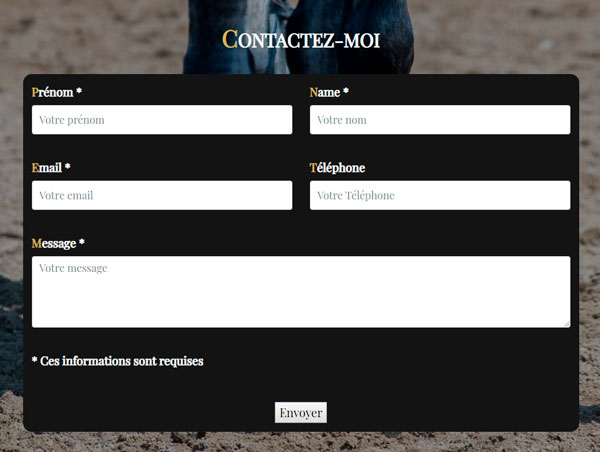 Contactez-moi
Prénom *
Name *
Votre prénom
Votre nom
Email *
Téléphone
Votre email
Votre Téléphone
Message *
Votre message
* Ces informations sont requises
Envoyer